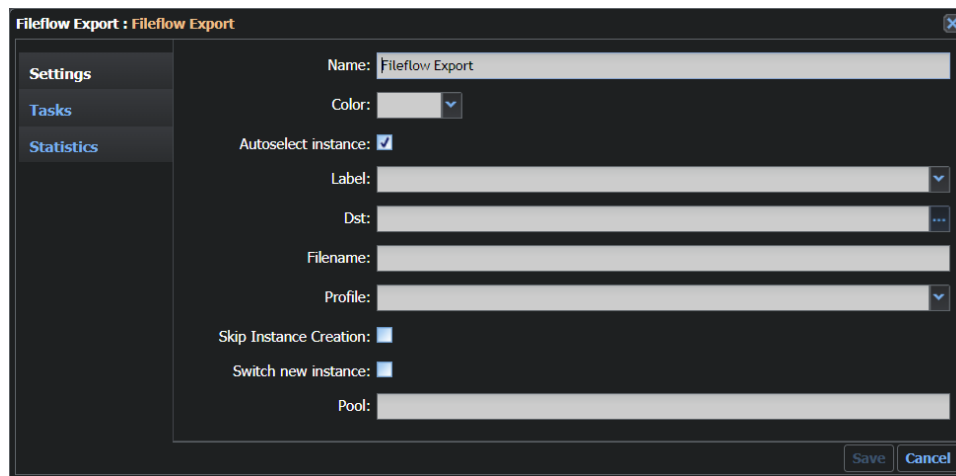 Fileflow Export : Fileflow Export
Settings
Tasks
Statistics
Name: Fileflow Export
Color:
Autoselect instance:
Label:
Dst:
Filename:
Profile:
Skip Instance Creation:
Switch new instance:
Pool:
Save Cancel